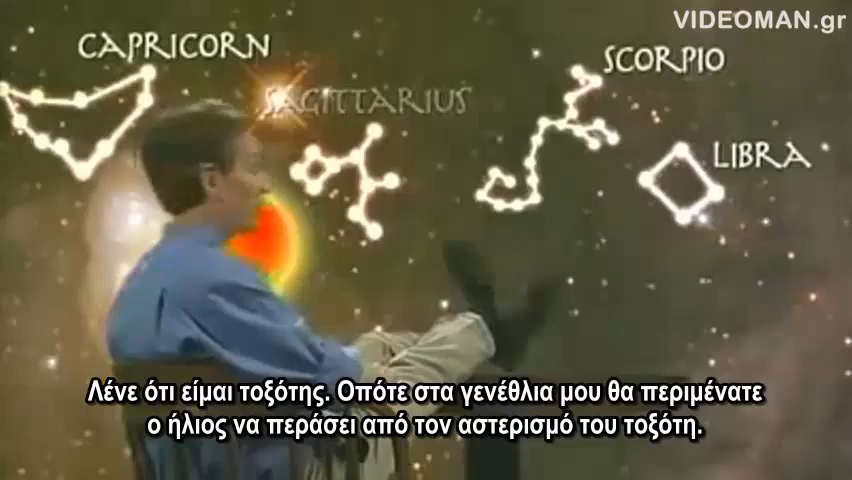 VIDEOMAN.gr
CAPRICORN
SAGITTARIUS
SCORPIO
LIBRA
Λένε ότι είμαι τοξότης. Οπότε στα γενέθλια μου θα περιμένατε
ο ήλιος να περάσει από τον αστερισμό του τοξότη.